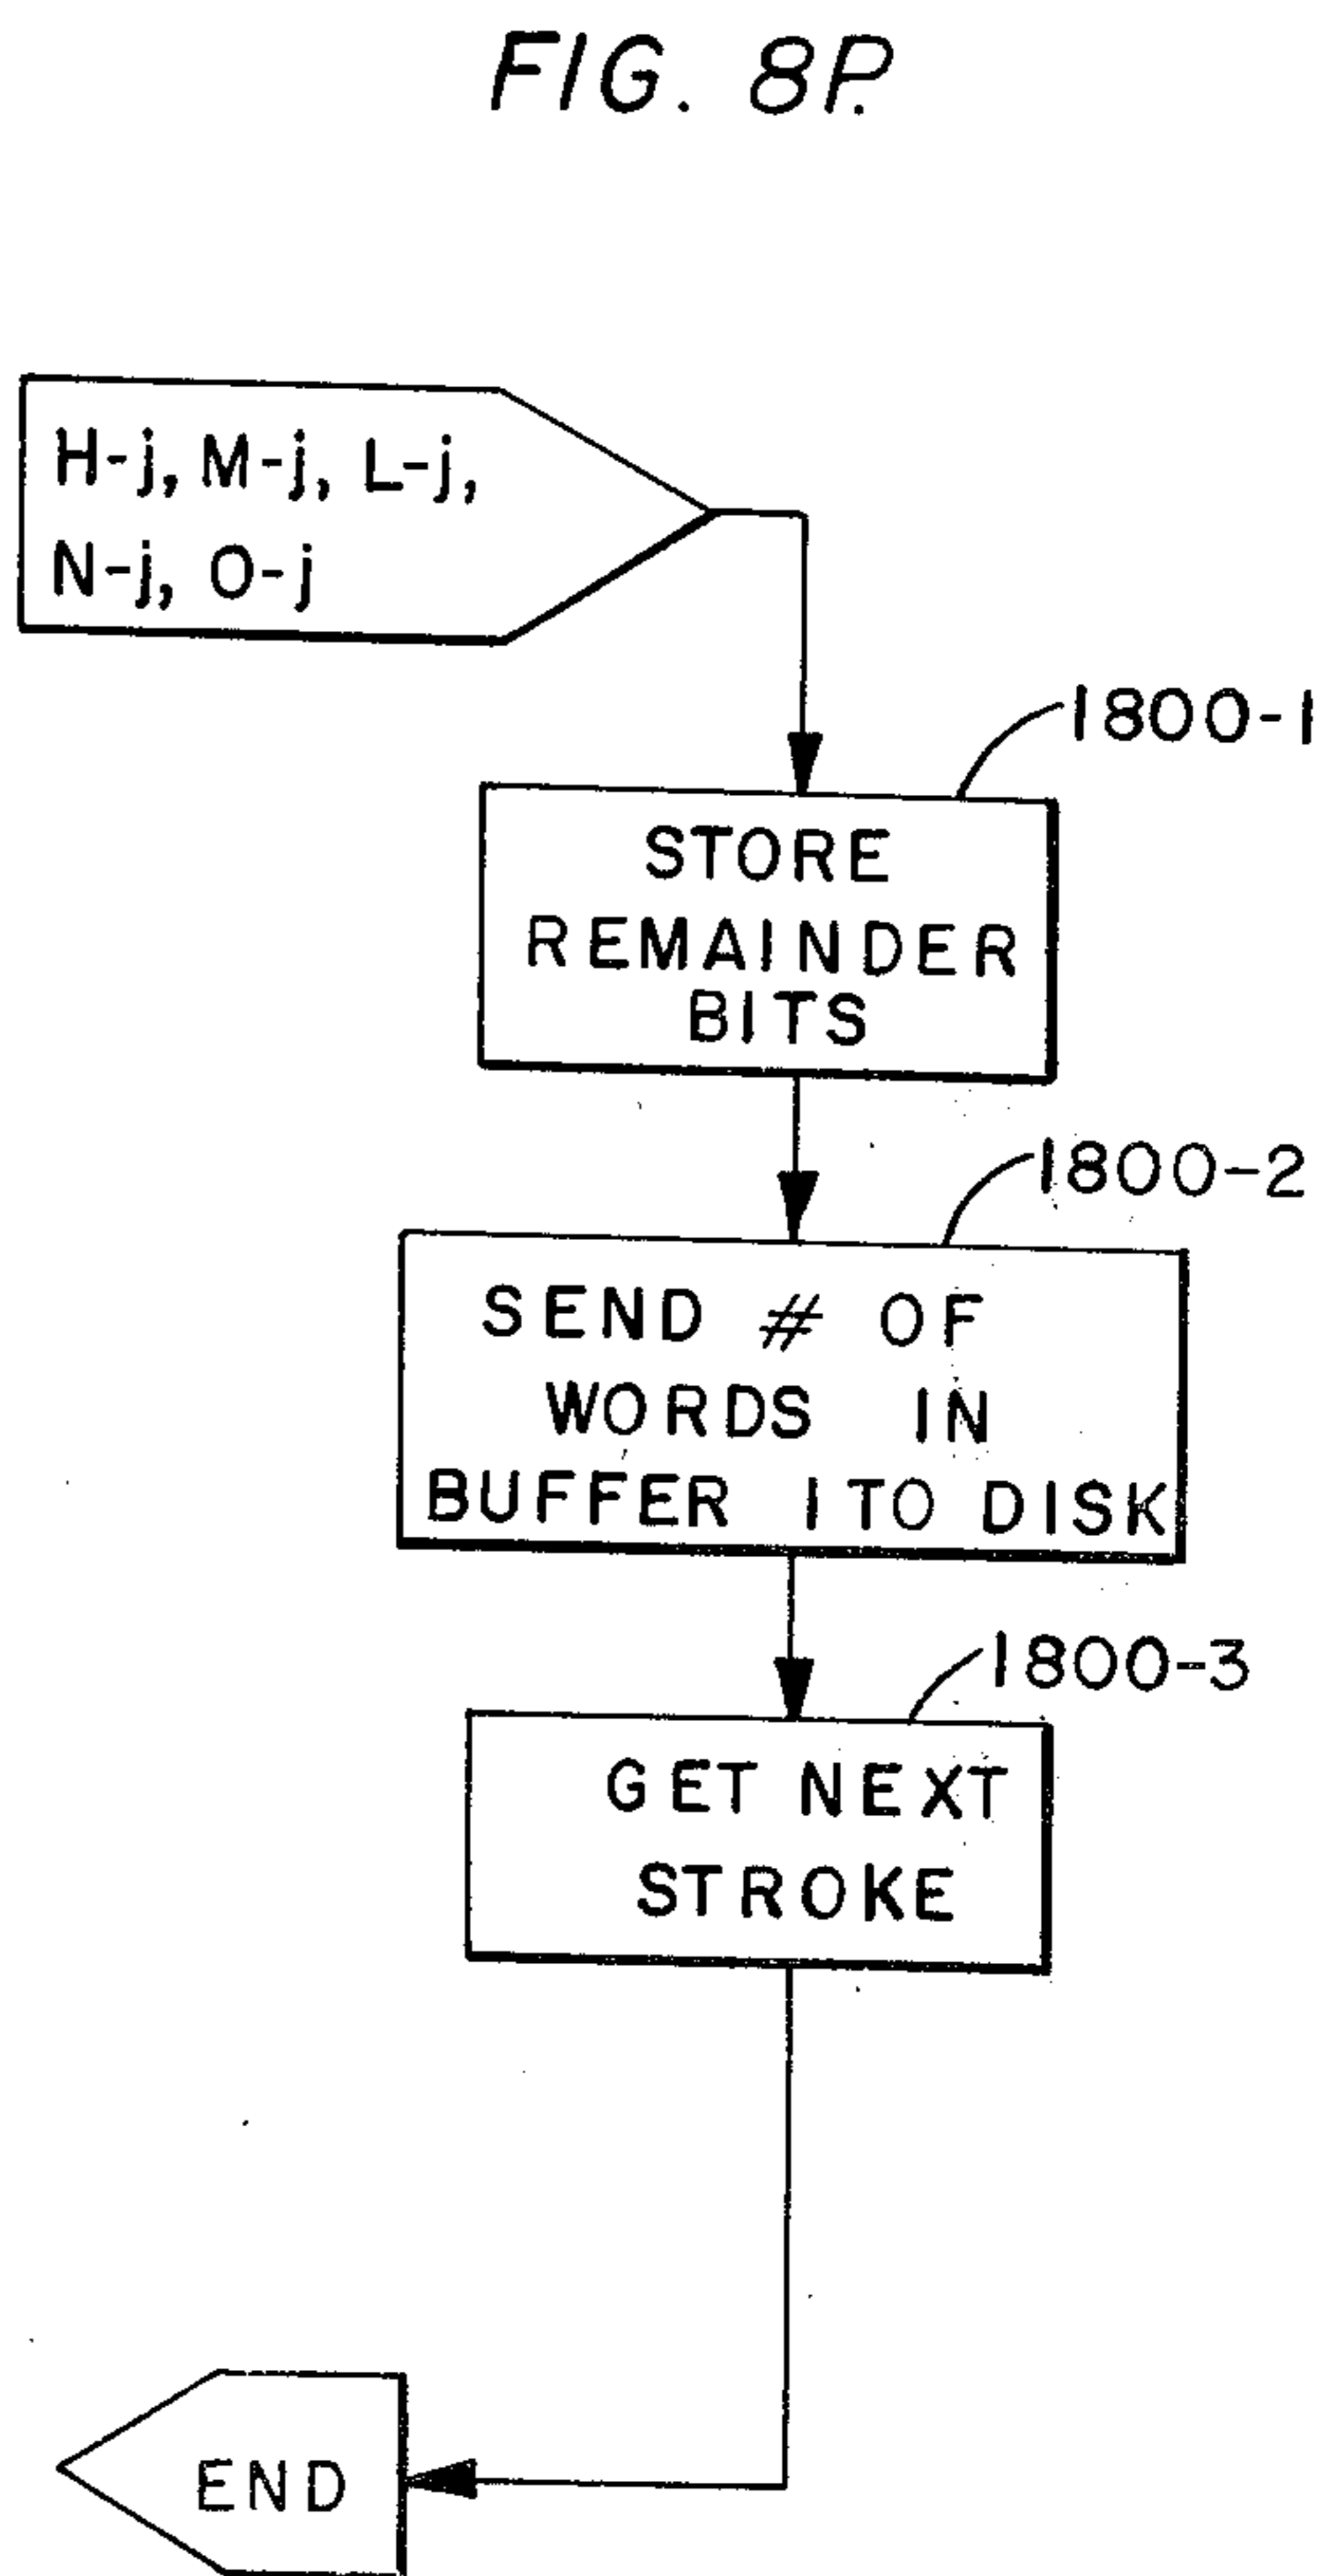 FIG. 8P.
H-j, M-j, L-j,
N-j, O-j
1800-1
STORE
REMAINDER
BITS
1800-2
SEND # OF
WORDS IN
BUFFER 1 TO DISK
1800-3
GET NEXT
STROKE
END